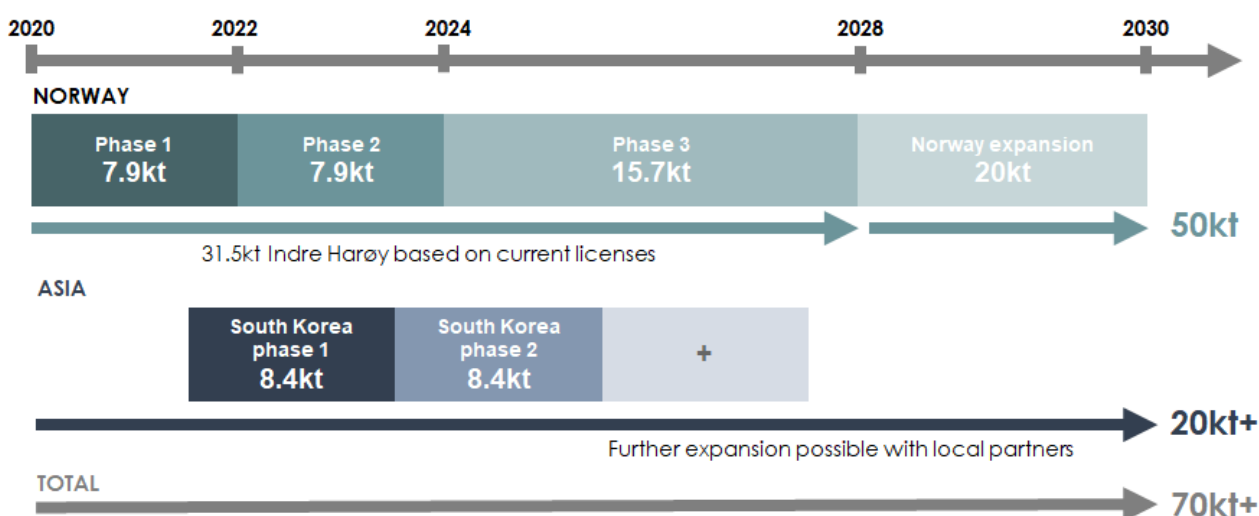 2020 2022 2024 2028 2030
NORWAY
Phase 1
7.9kt
Phase 2
7.9kt
Phase 3
15.7kt
Norway expansion
20kt
50kt
31.5kt Indre Harøy based on current licenses
ASIA
South Korea
phase 1
8.4kt
South Korea
phase 2
8.4kt
+
20kt+
Further expansion possible with local partners
TOTAL
70kt+